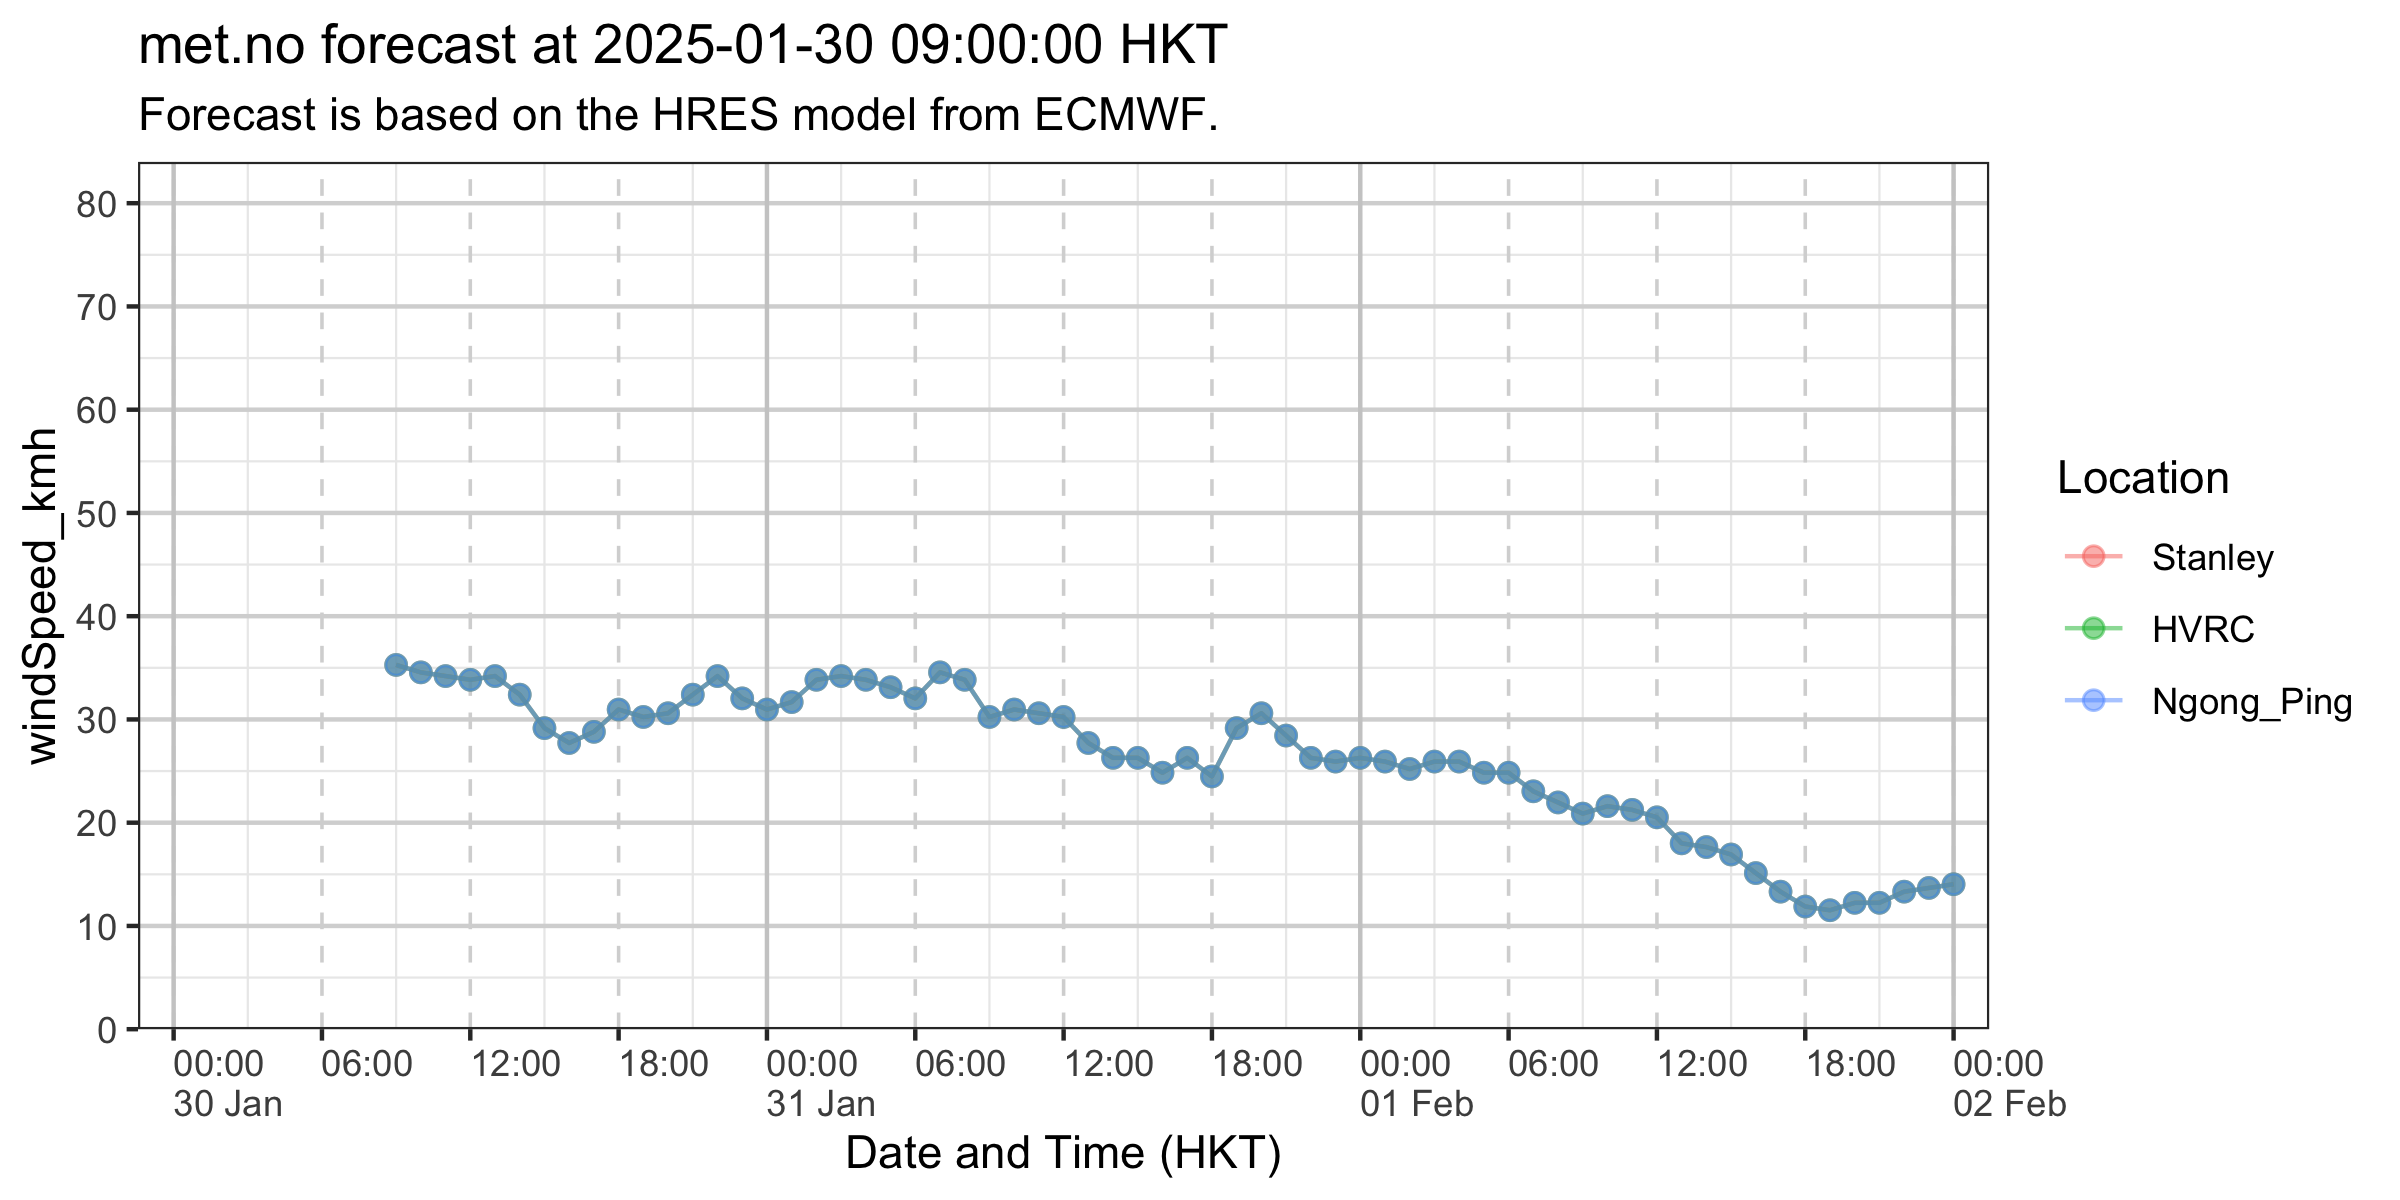 met.no forecast at 2025-01-30 09:00:00 HKT
Forecast is based on the HRES model from ECMWF.
windSpeed_kmh
80
70
60
50
40
30
20
10
0
00:00 06:00 12:00 18:00 00:00 06:00 12:00 18:00 00:00 06:00 12:00 18:00 00:00
30 Jan 31 Jan 01 Feb 02 Feb
Date and Time (HKT)
Location
Stanley
HVRC
Ngong_Ping